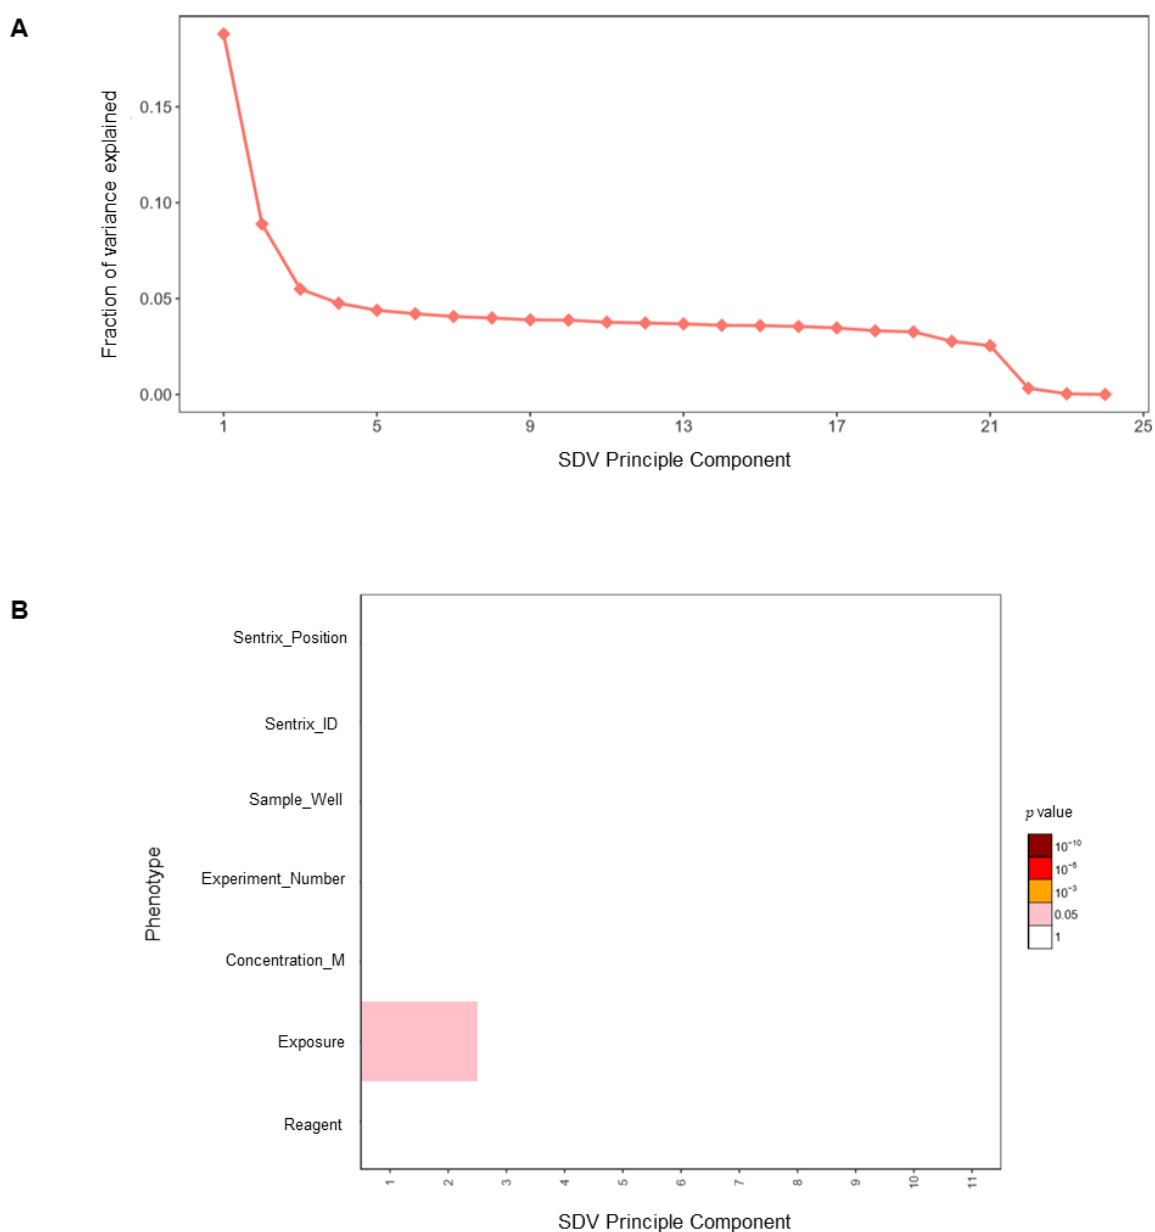 A
Fraction of variance explained
0.15
0.10
0.05
0.00
1 5 9 13 17 21 25
SDV Principle Component
B
Phenotype
Sentrix_Position
Sentrix_ID
Sample_Well
Experiment_Number
Concentration_M
Exposure
Reagent
p value
10⁻¹⁰
10⁻⁵
10⁻³
0.05
1
1 2 3 4 5 6 7 8 9 10 11
SDV Principle Component